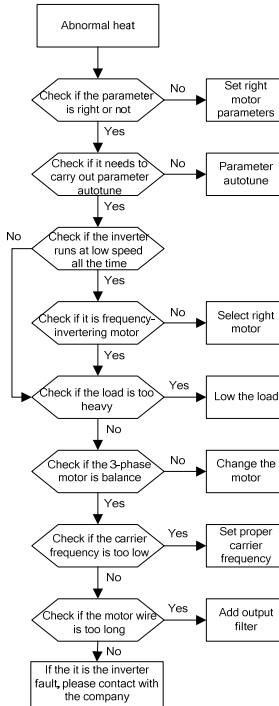 Abnormal heat
Check if the parameter
is right or not
No
Set right
motor
parameters
Yes
Check if it needs to
carry out parameter
autotune
No
Parameter
autotune
Yes
No
Check if the inverter
runs at low speed
all the time
Yes
Check if it is frequency-
invertering motor
No
Select right
motor
Yes
Check if the load is too
heavy
Yes
Low the load
No
Check if the 3-phase
motor is balance
No
Change the
motor
Yes
Check if the carrier
frequency is too low
Yes
Set proper
carrier
frequency
No
Check if the motor wire
is too long
Yes
Add output
filter
No
If the it is the inverter
fault, please contact with
the company